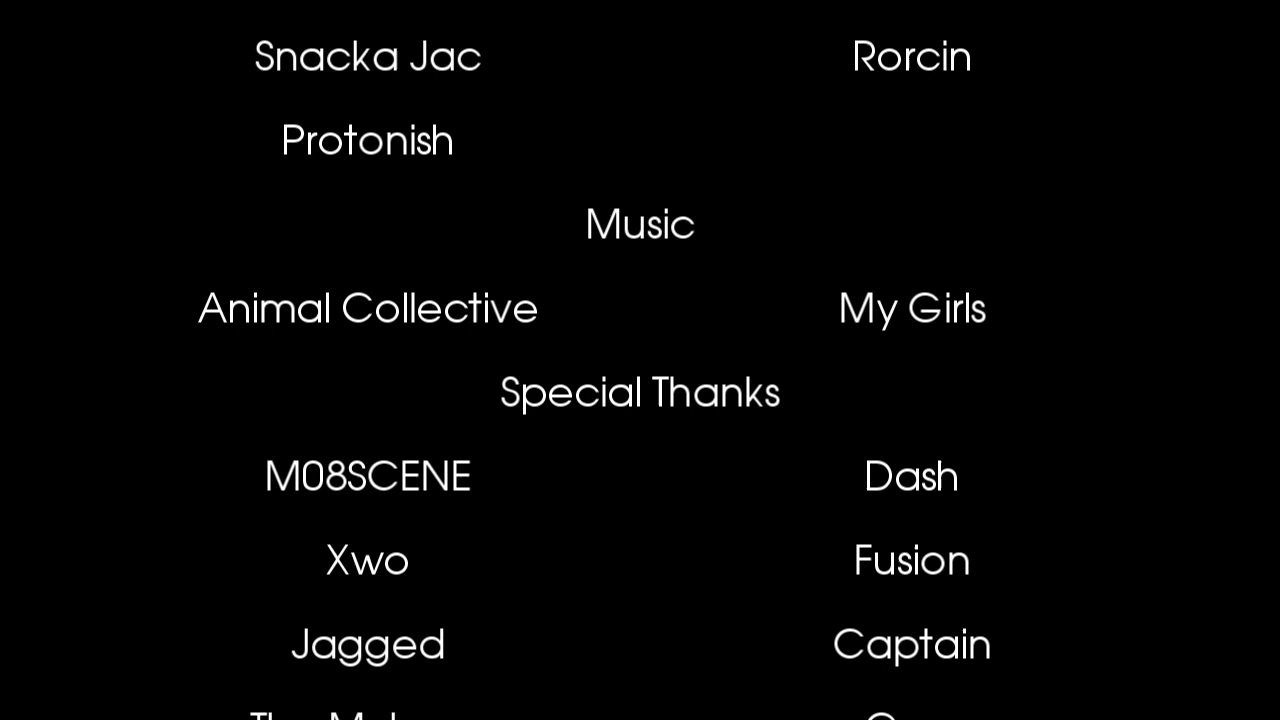 Snacka Jac Rorcin
Protonish
Music
Animal Collective My Girls
Special Thanks
M08SCENE Dash
Xwo Fusion
Jagged Captain